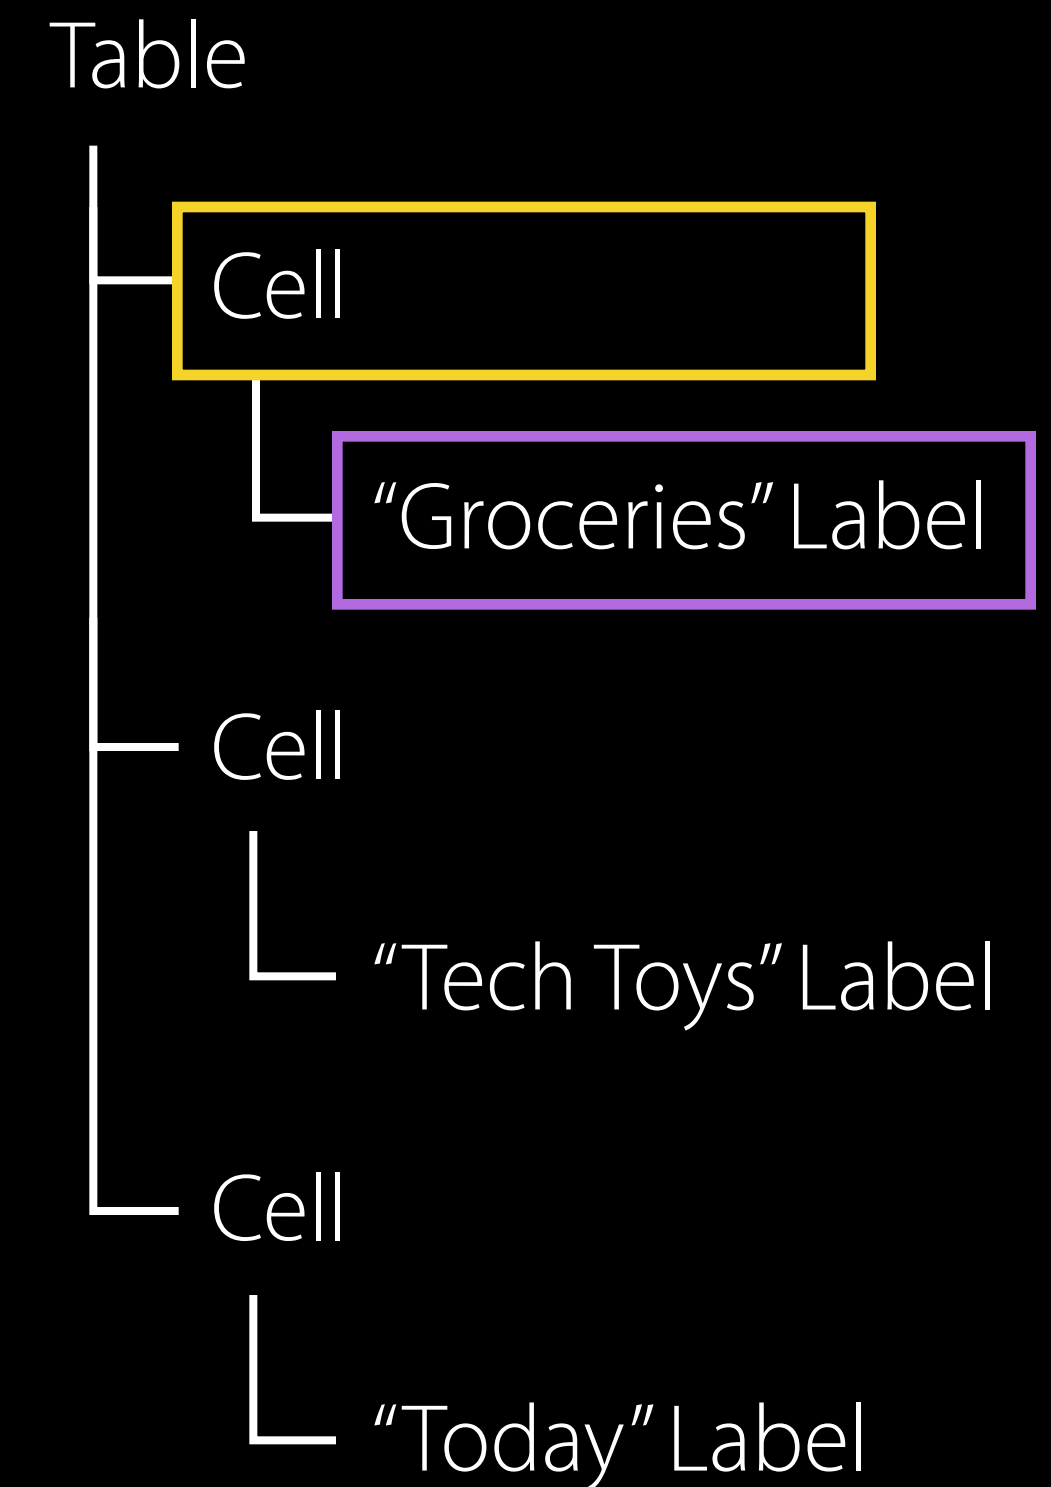 Table
Cell
“Groceries” Label
Cell
“Tech Toys” Label
Cell
“Today” Label